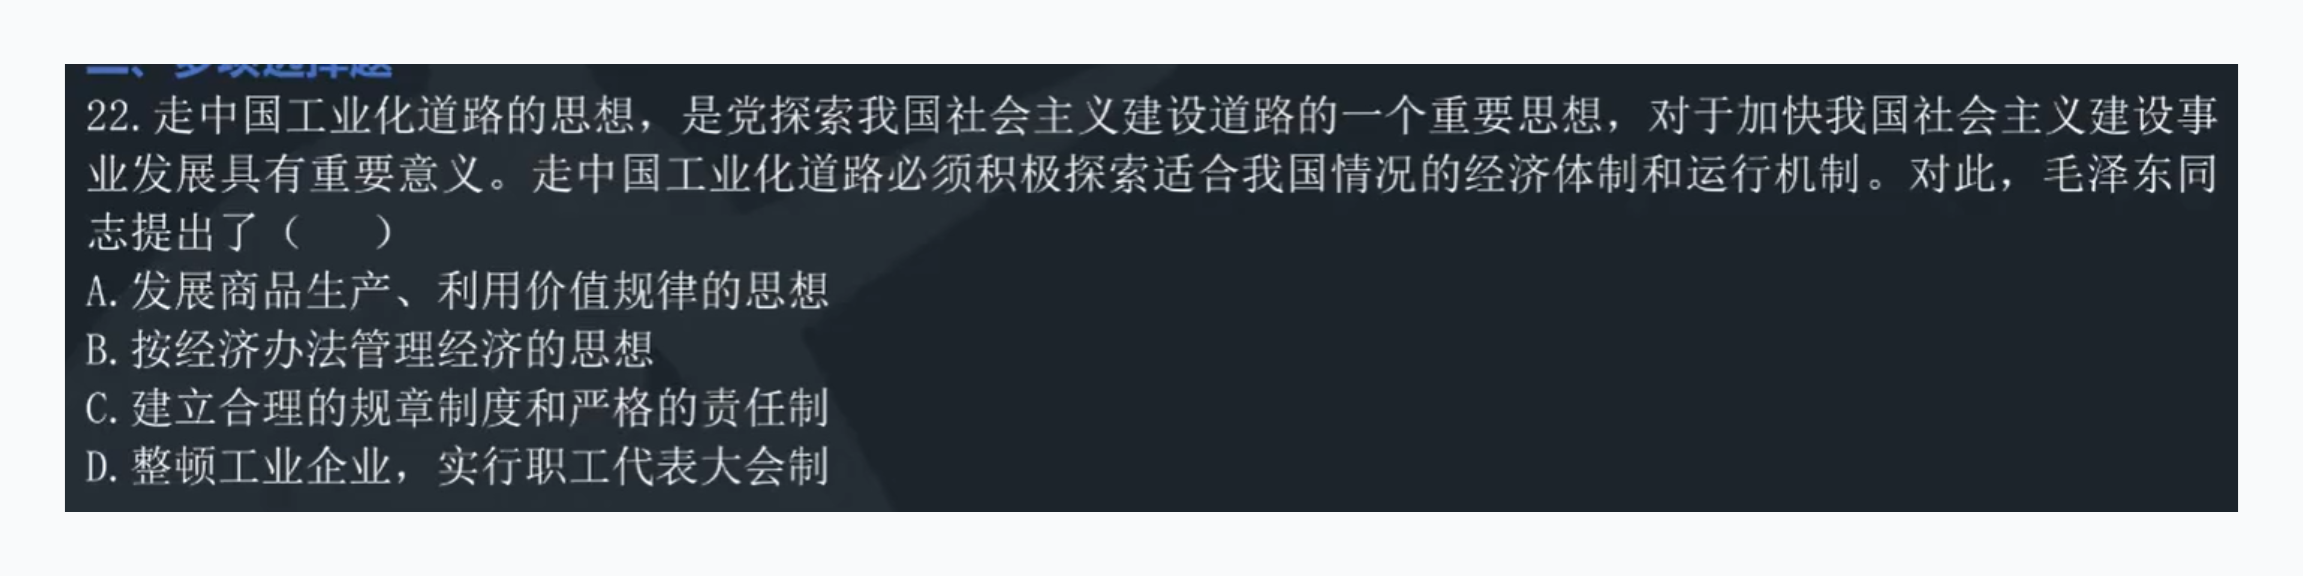 22.走中国工业化道路的思想，是党探索我国社会主义建设道路的一个重要思想，对于加快我国社会主义建设事
业发展具有重要意义。走中国工业化道路必须积极探索适合我国情况的经济体制和运行机制。对此，毛泽东同
志提出了（  ）
A.发展商品生产、利用价值规律的思想
B.按经济办法管理经济的思想
C.建立合理的规章制度和严格的责任制
D.整顿工业企业，实行职工代表大会制